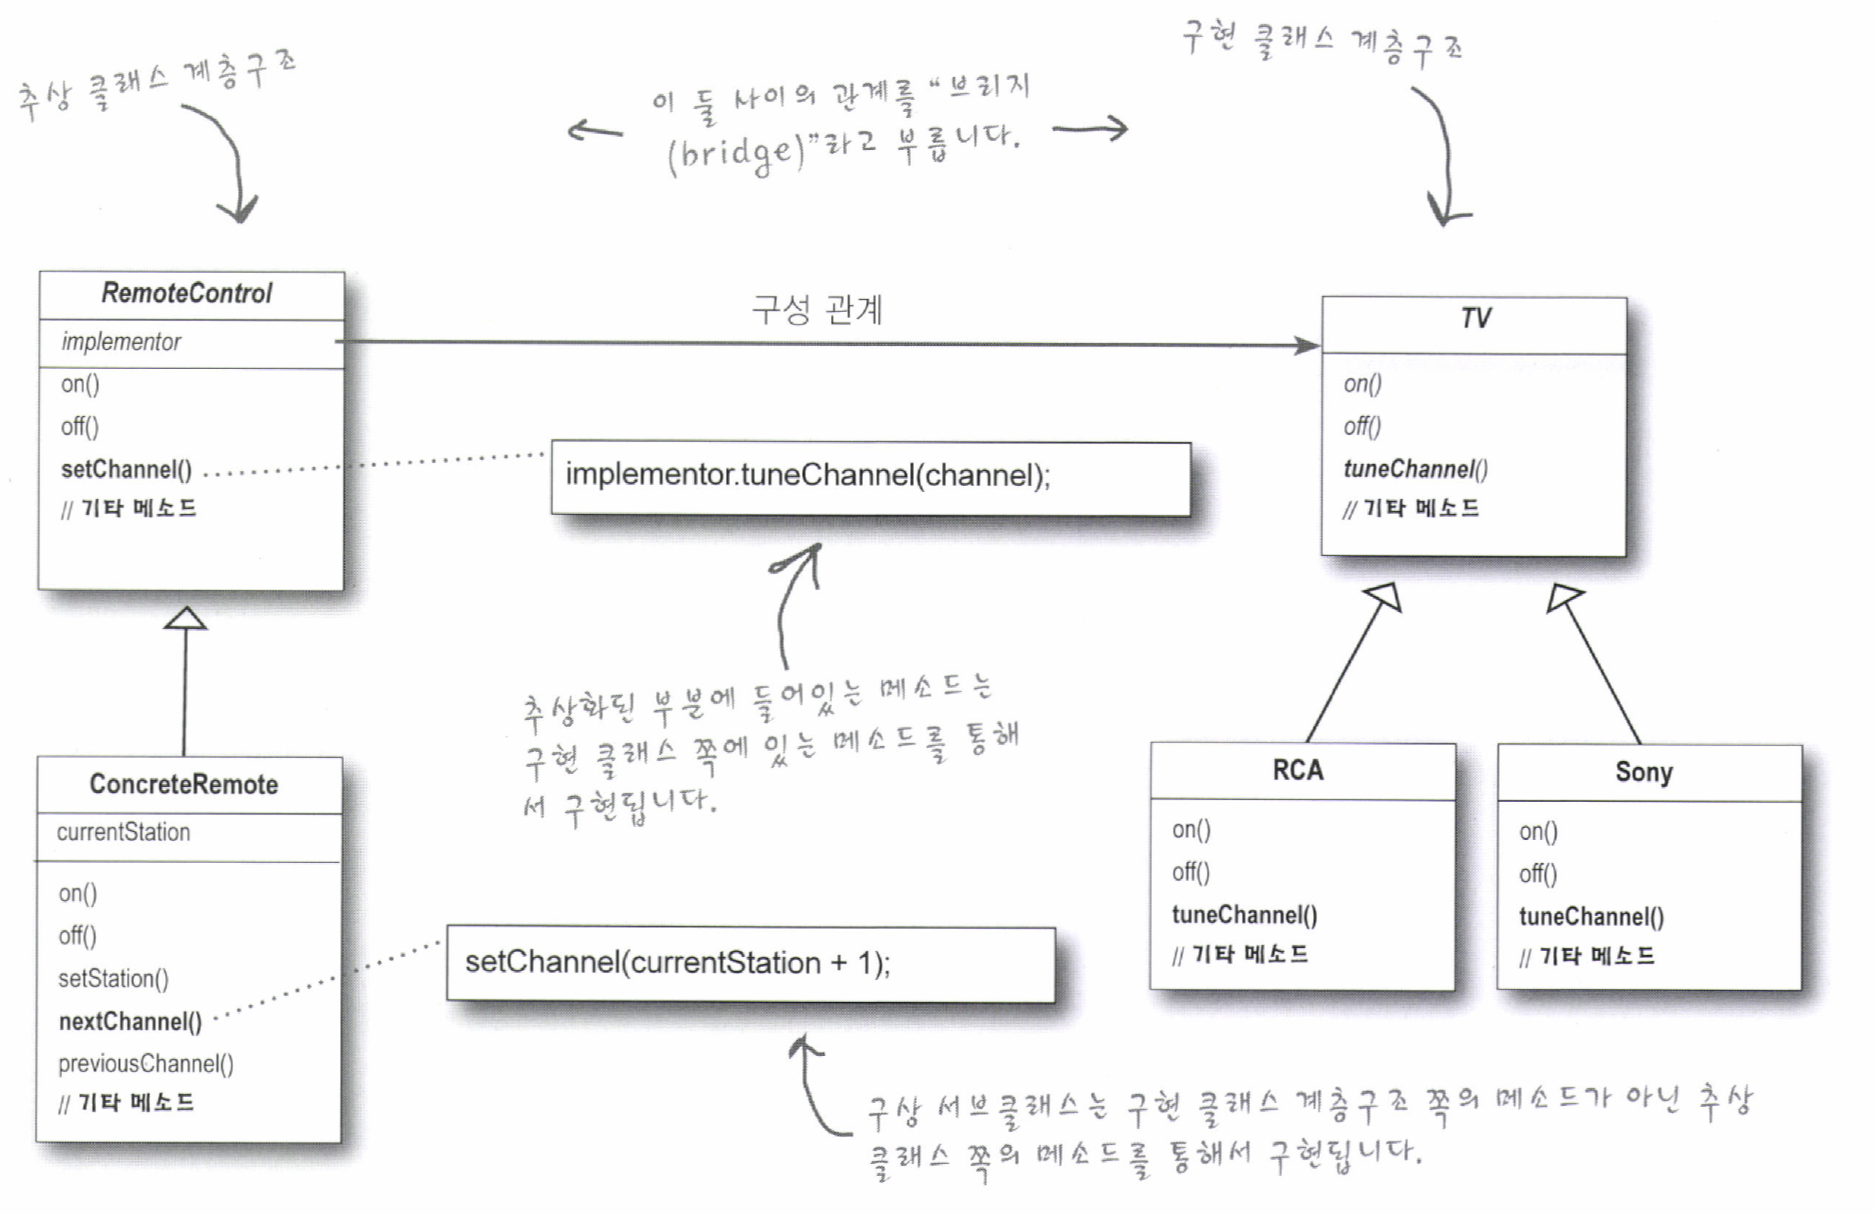 추상 클래스 계층구조
이 둘 사이의 관계를 “브리지
(bridge)”라고 부릅니다.
구현 클래스 계층구조
RemoteControl
implementor
on()
off()
setChannel()
// 기타 메소드
구성 관계
TV
on()
off()
tuneChannel()
// 기타 메소드
implementor.tuneChannel(channel);
추상화된 부분에 들어있는 메소드는
구현 클래스 쪽에 있는 메소드를 통해
서 구현됩니다.
ConcreteRemote
currentStation
on()
off()
setStation()
nextChannel()
previousChannel()
// 기타 메소드
setChannel(currentStation + 1);
RCA
on()
off()
tuneChannel()
// 기타 메소드
Sony
on()
off()
tuneChannel()
// 기타 메소드
구상 서브클래스는 구현 클래스 계층구조 쪽의 메소드가 아닌 추상
클래스 쪽의 메소드를 통해서 구현됩니다.